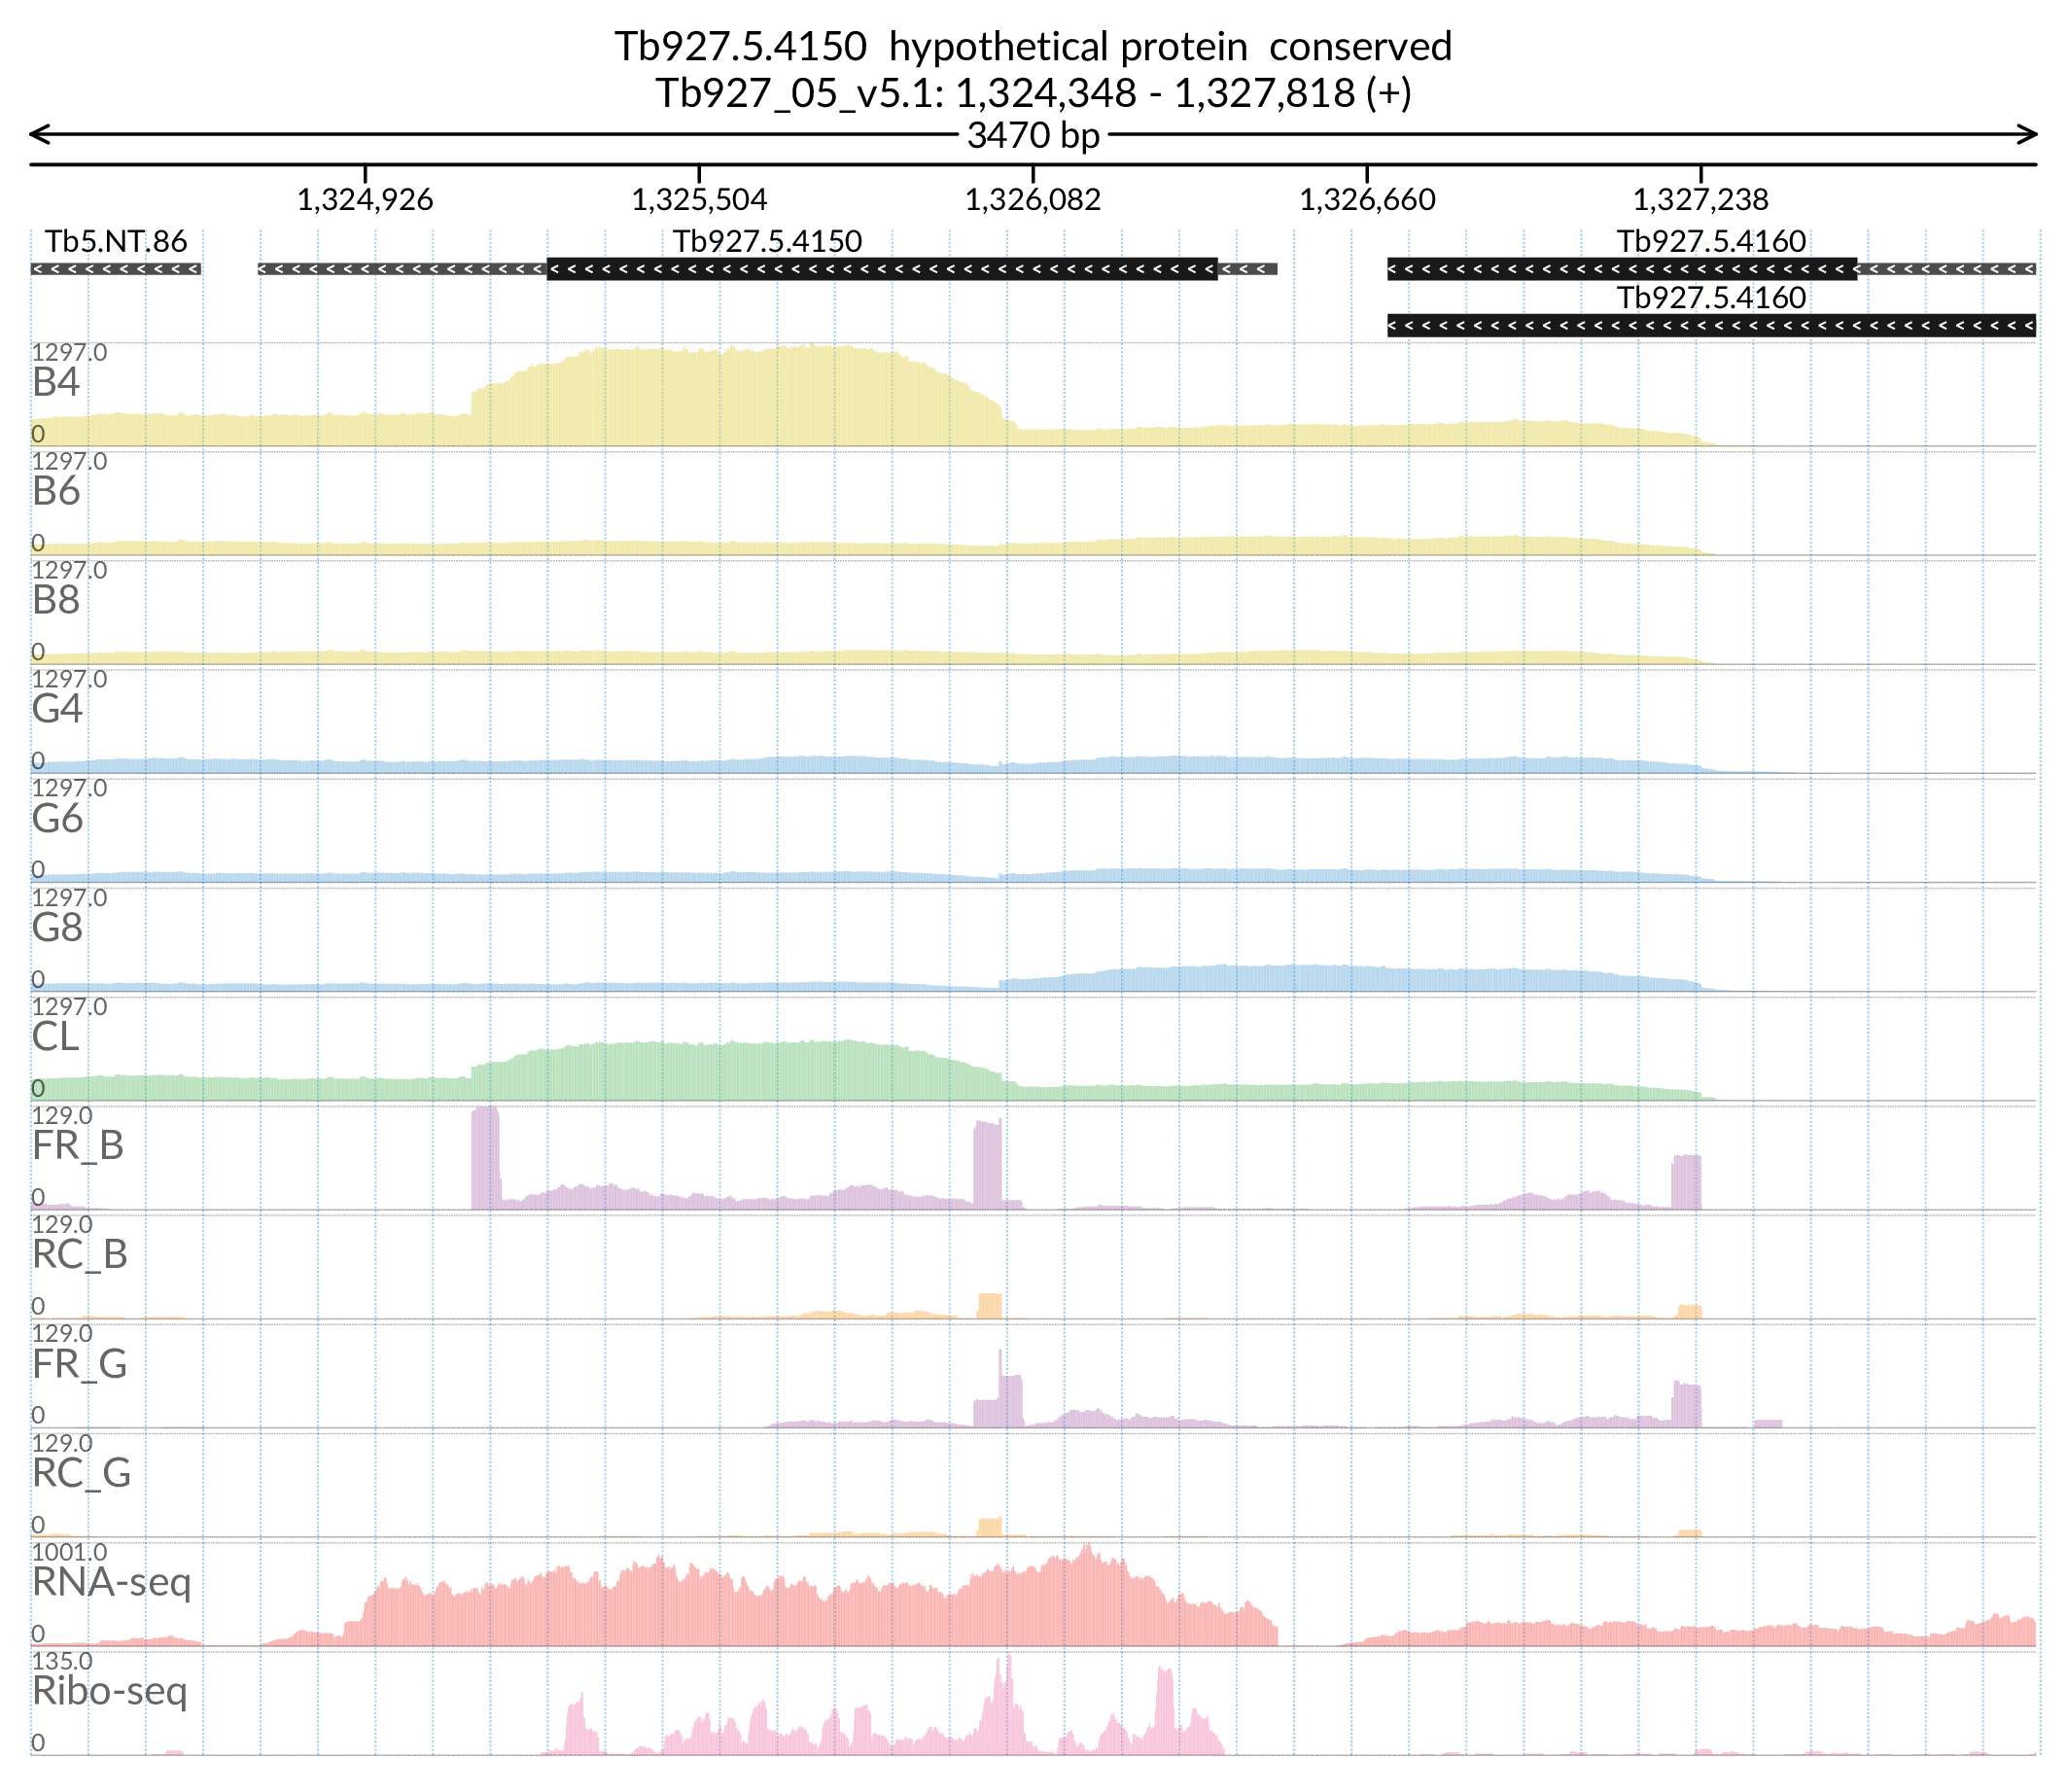 Tb927.5.4150  hypothetical protein  conserved
Tb927_05_v5.1: 1,324,348 - 1,327,818 (+)
3470 bp
1,324,926 1,325,504 1,326,082 1,326,660 1,327,238
Tb5.NT.86 Tb927.5.4150 Tb927.5.4160
Tb927.5.4160
1297.0
B4
0
1297.0
B6
0
1297.0
B8
0
1297.0
G4
0
1297.0
G6
0
1297.0
G8
0
1297.0
CL
0
129.0
FR_B
0
129.0
RC_B
0
129.0
FR_G
0
129.0
RC_G
0
1001.0
RNA-seq
0
135.0
Ribo-seq
0